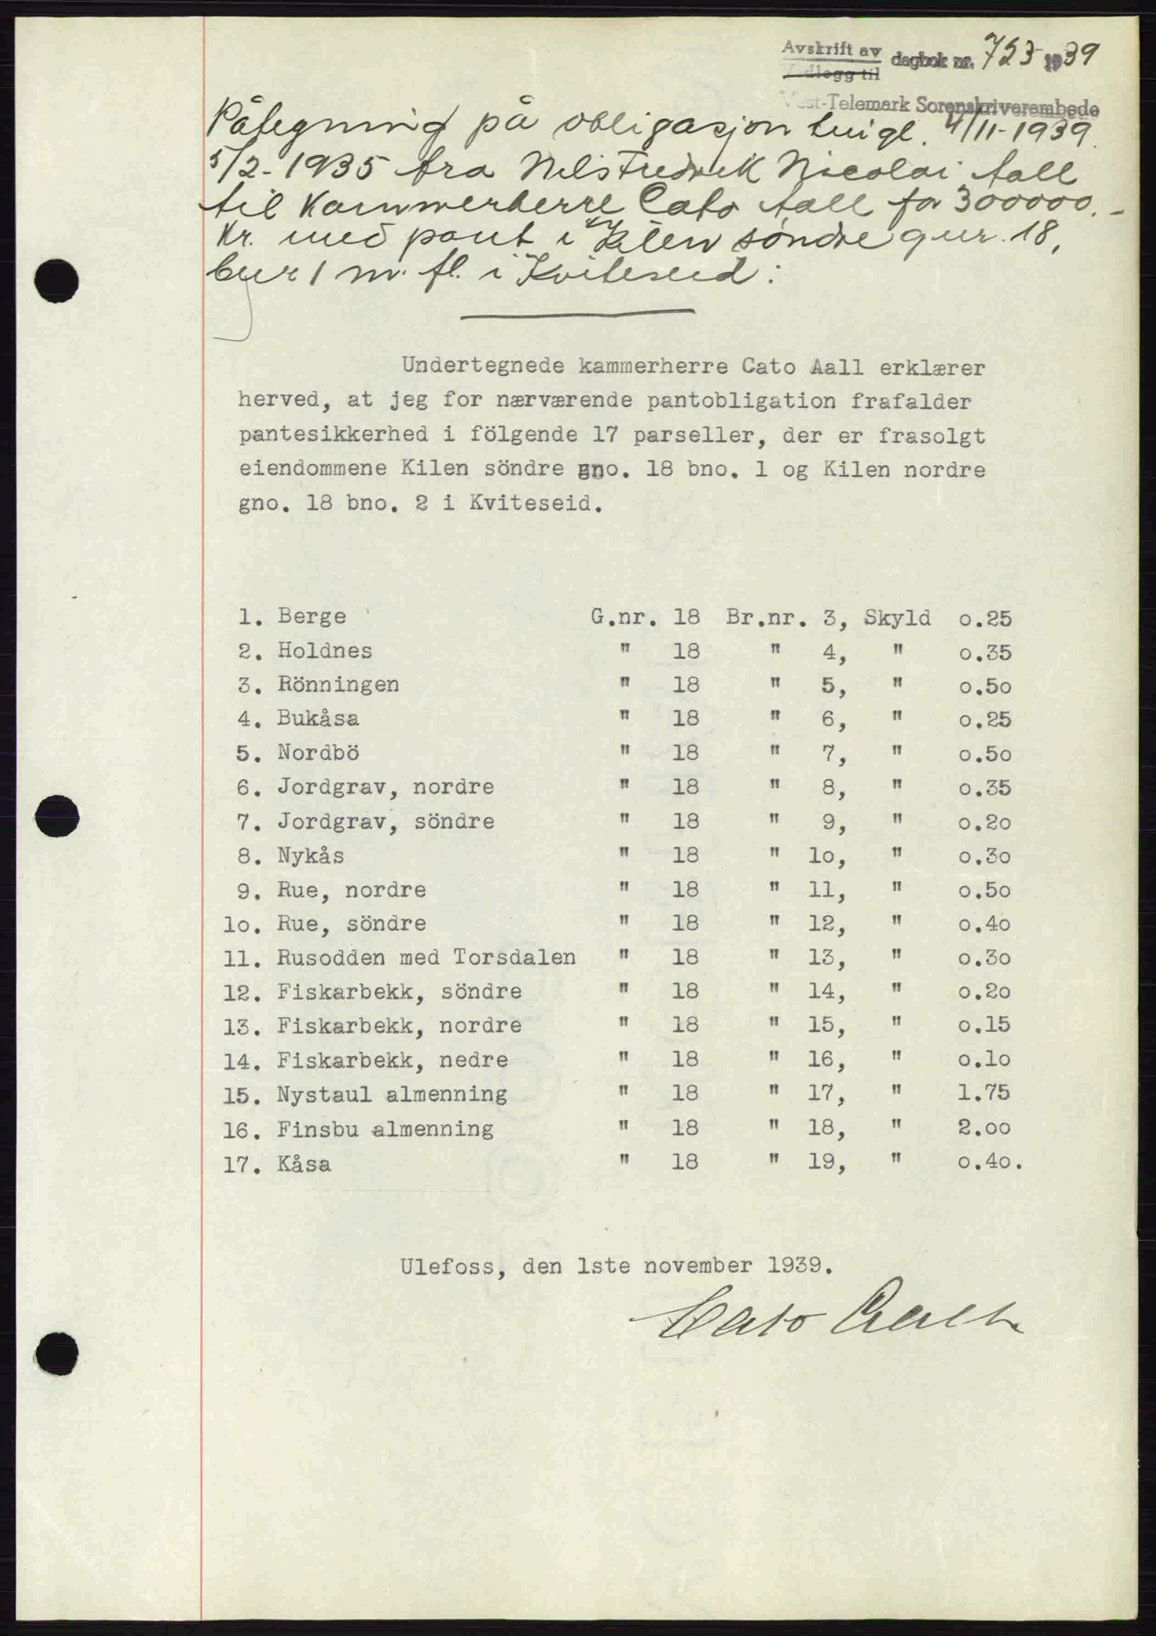 Avskrift av dagbok nr. 753 1939
Vedlegg til
Vest-Telemark Sorenskriverembede
Påtegning på obligasjon tingl. 4/11-1939.
5/2-1935 fra Nils Fredrik Nicolai Aall
til Kammerherre Cato Aall for 300000.-
Kr. med pant i Kilen söndre gnr. 18,
bnr 1 m. fl. i Kviteseid:
Undertegnede kammerherre Cato Aall erklærer
herved, at jeg for nærværende pantobligation frafalder
pantesikkerhed i fölgende 17 parseller, der er frasolgt
eiendommene Kilen söndre gno. 18 bno. 1 og Kilen nordre
gno. 18 bno. 2 i Kviteseid.
1. Berge G.nr. 18 Br.nr. 3, Skyld o.25
2. Holdnes " 18 " 4, " o.35
3. Rönningen " 18 " 5, " o.5o
4. Bukåsa " 18 " 6, " o.25
5. Nordbö " 18 " 7, " o.5o
6. Jordgrav, nordre " 18 " 8, " o.35
7. Jordgrav, söndre " 18 " 9, " o.2o
8. Nykås " 18 " lo, " o.3o
9. Rue, nordre " 18 " 11, " o.5o
lo. Rue, söndre " 18 " 12, " o.4o
11. Rusodden med Torsdalen " 18 " 13, " o.3o
12. Fiskarbekk, söndre " 18 " 14, " o.2o
13. Fiskarbekk, nordre " 18 " 15, " o.15
14. Fiskarbekk, nedre " 18 " 16, " o.lo
15. Nystaul almenning " 18 " 17, " 1.75
16. Finsbu almenning " 18 " 18, " 2.oo
17. Kåsa " 18 " 19, " o.4o.
Ulefoss, den 1ste november 1939.
Cato Aall